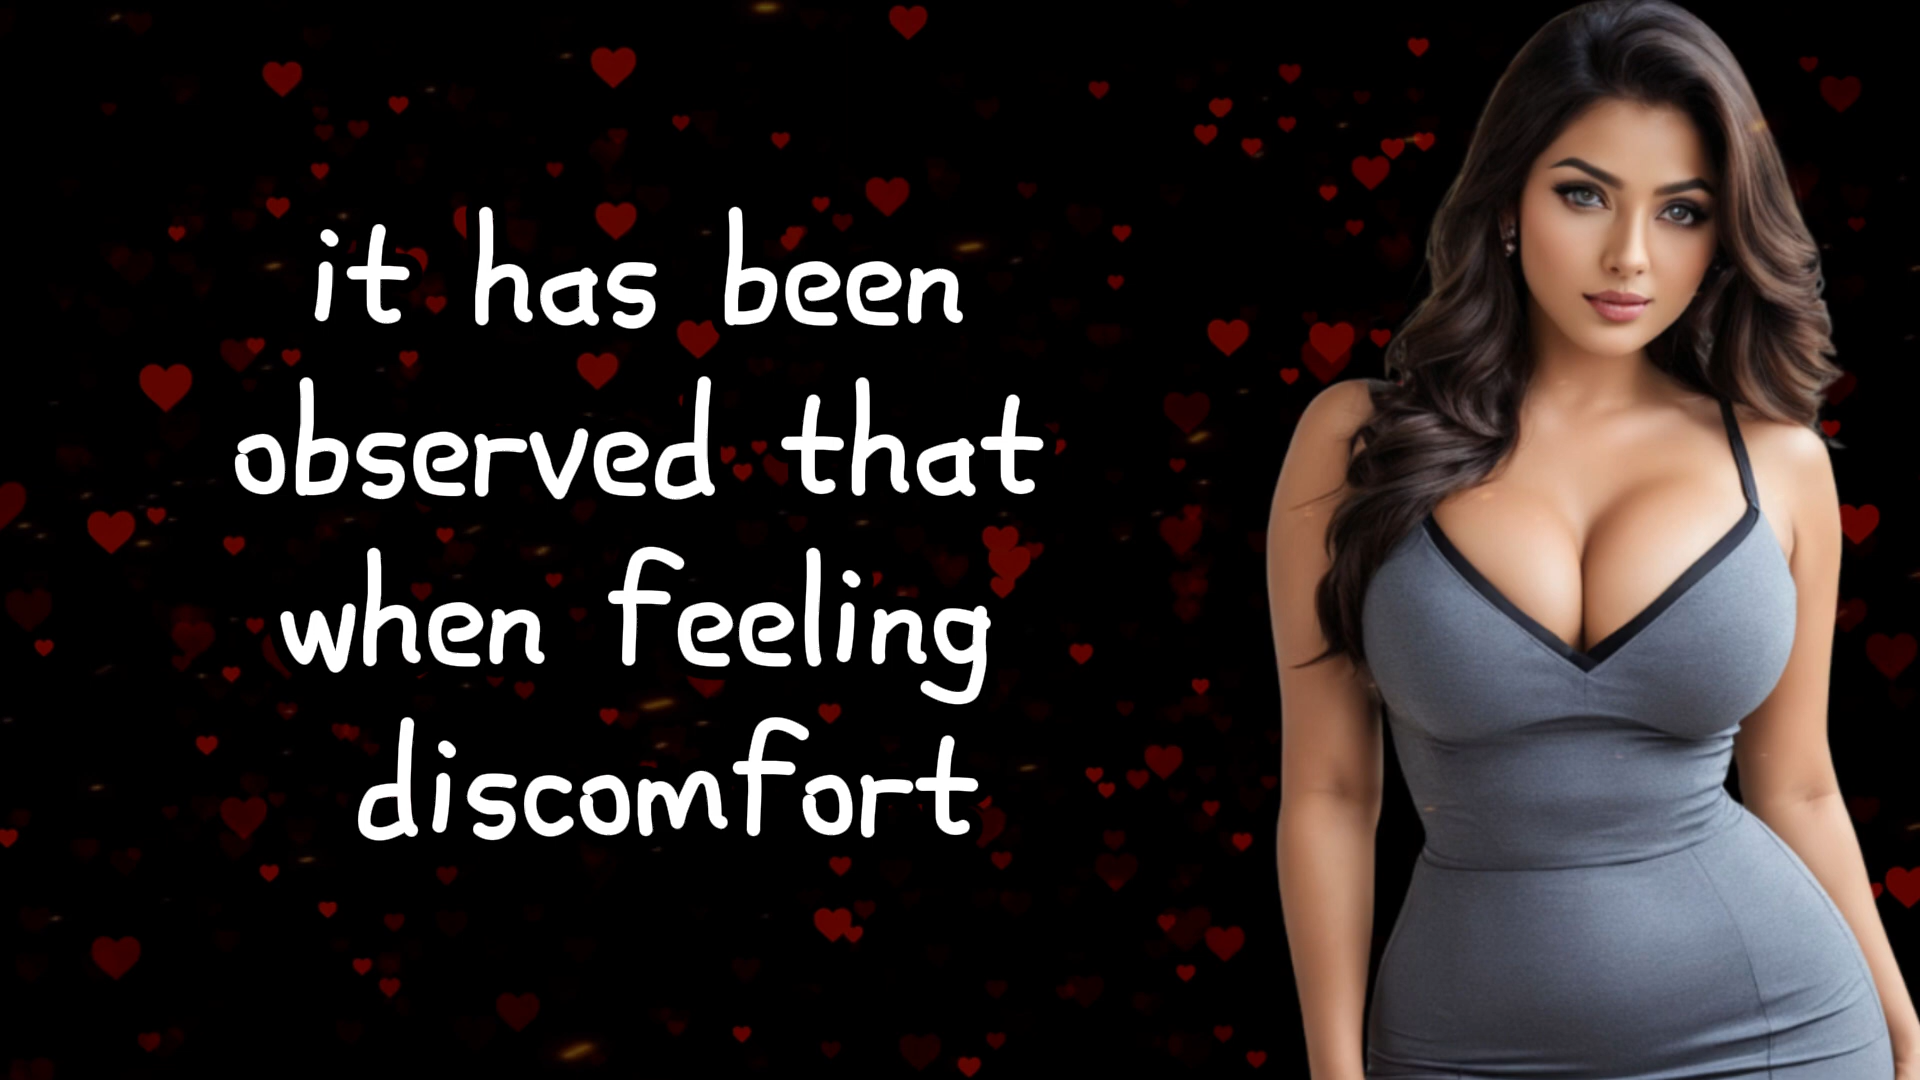 it has been
observed that
when feeling
discomfort